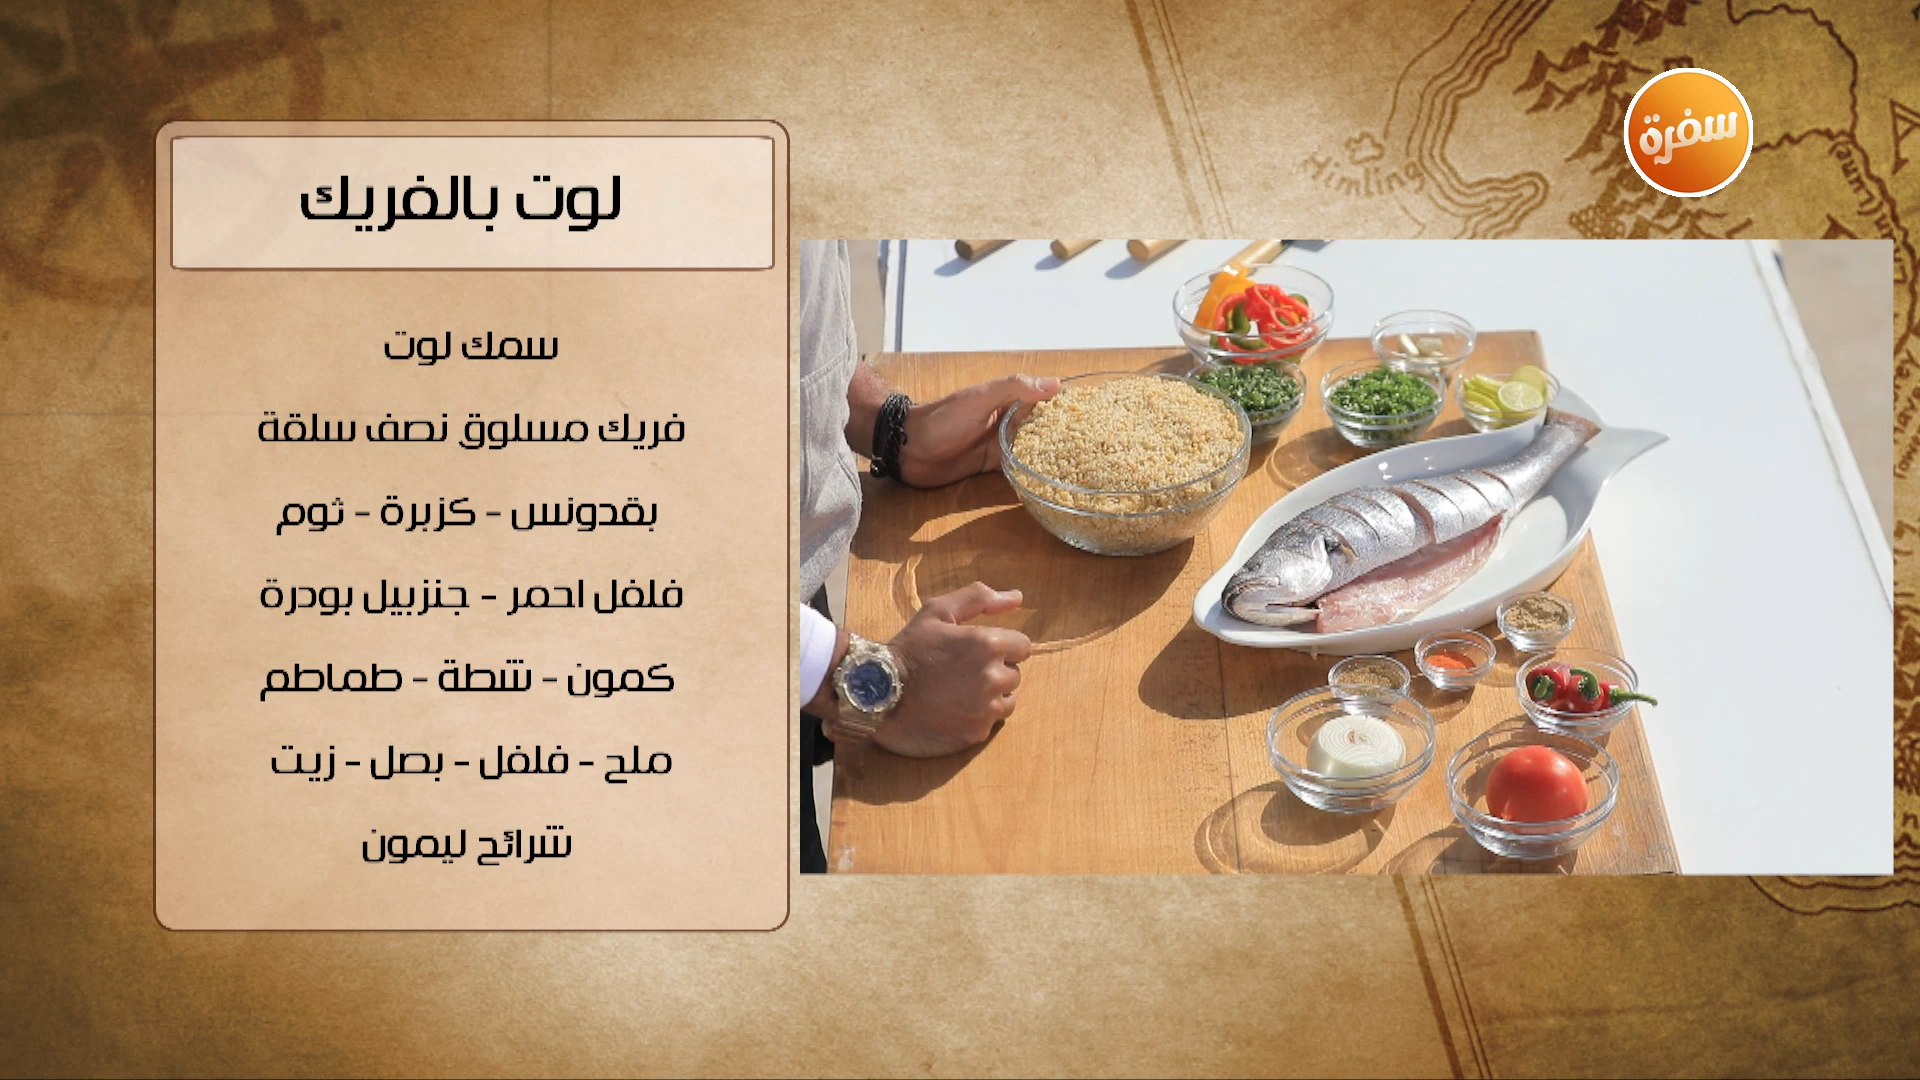 سفرة
لوت بالفريك
سمك لوت
فريك مسلوق نصف سلقة
بقدونس - كزبرة - ثوم
فلفل احمر - جنزبيل بودرة
كمون - شطة - طماطم
ملح - فلفل - بصل - زيت
شرائح ليمون
Himling